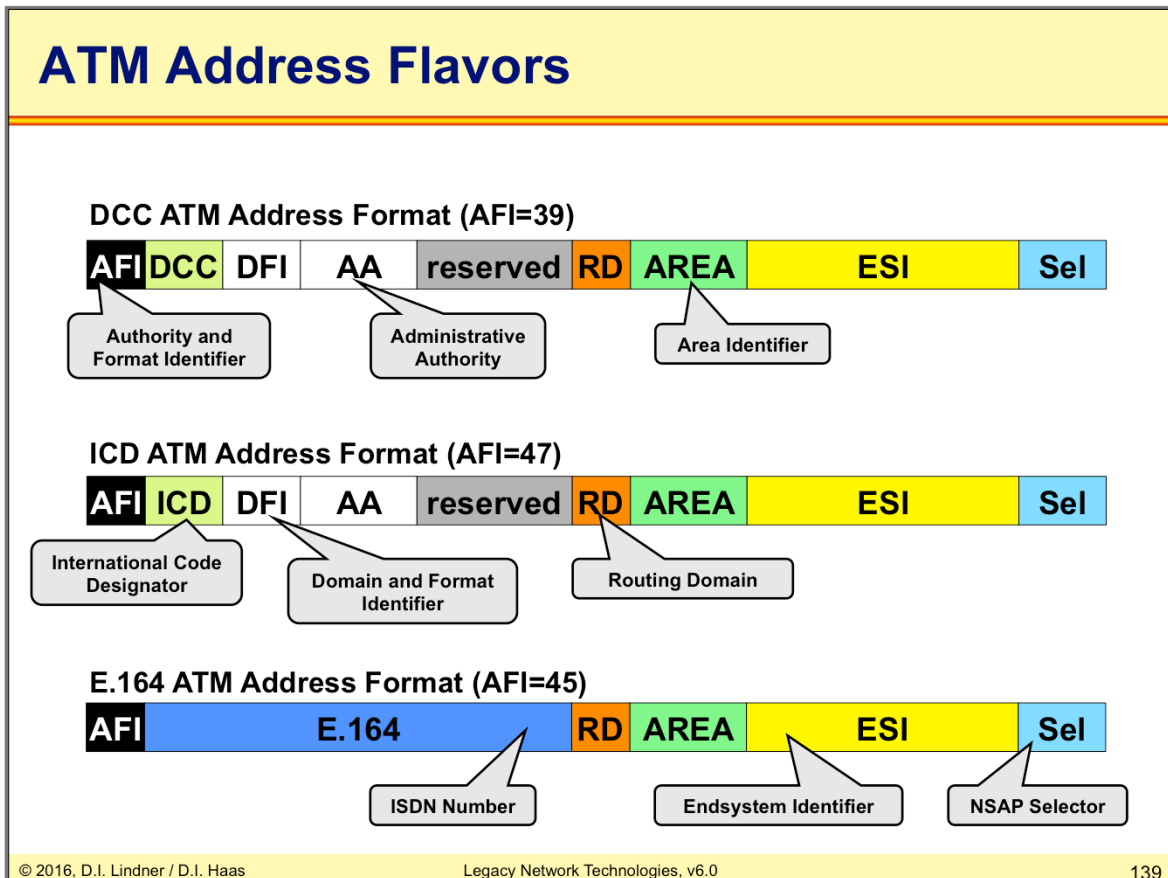 ATM Address Flavors
DCC ATM Address Format (AFI=39)
AFI DCC DFI AA reserved RD AREA ESI Sel
Authority and
Format Identifier
Administrative
Authority
Area Identifier
ICD ATM Address Format (AFI=47)
AFI ICD DFI AA reserved RD AREA ESI Sel
International Code
Designator
Domain and Format
Identifier
Routing Domain
E.164 ATM Address Format (AFI=45)
AFI E.164 RD AREA ESI Sel
ISDN Number
Endsystem Identifier
NSAP Selector
© 2016, D.I. Lindner / D.I. Haas
Legacy Network Technologies, v6.0
139